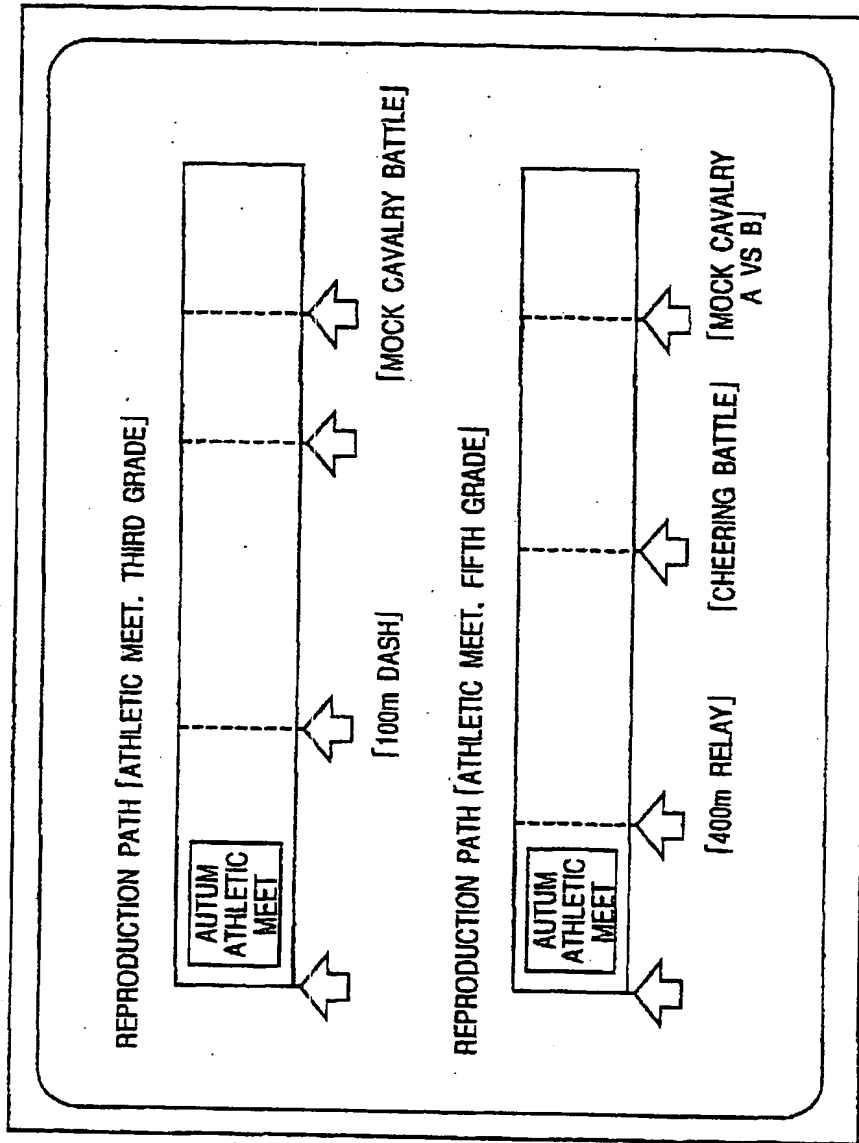 REPRODUCTION PATH ⌈ATHLETIC MEET. THIRD GRADE⌋
AUTUM
ATHLETIC
MEET
⌈100m DASH⌋
⌈MOCK CAVALRY BATTLE⌋
REPRODUCTION PATH ⌈ATHLETIC MEET. FIFTH GRADE⌋
AUTUM
ATHLETIC
MEET
⌈400m RELAY⌋
⌈CHEERING BATTLE⌋
⌈MOCK CAVALRY
A VS B⌋